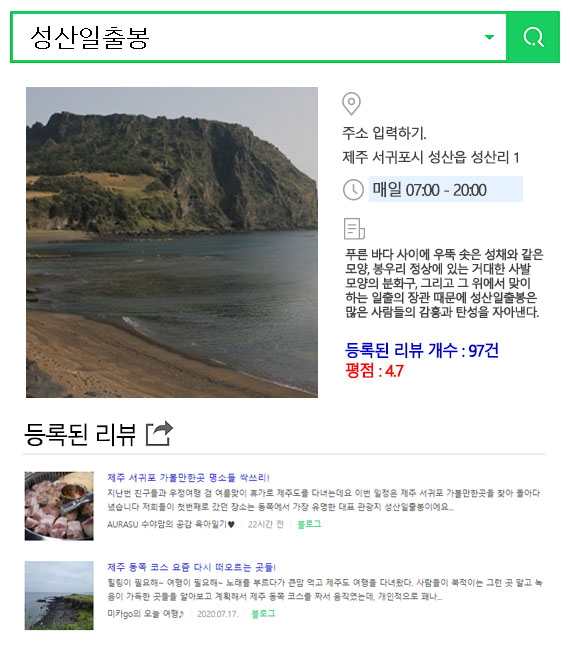 성산일출봉
주소 입력하기.
제주 서귀포시 성산읍 성산리 1
매일 07:00 - 20:00
푸른 바다 사이에 우뚝 솟은 성채와 같은
모양, 봉우리 정상에 있는 거대한 사발
모양의 분화구, 그리고 그 위에서 맞이
하는 일출의 장관 때문에 성산일출봉은
많은 사람들의 감흥과 탄성을 자아낸다.
등록된 리뷰 개수 : 97건
평점 : 4.7
등록된 리뷰
제주 서귀포 가볼만한곳 명소들 싹쓰리!
지난번 친구들과 우정여행 겸 여름맞이 휴가로 제주도를 다녀는데요 이번 일정은 제주 서귀포 가볼만한곳을 찾아 돌아다
녔습니다 저희들이 첫번째로 갔던 장소는 동쪽에서 가장 유명한 대표 관광지 성산일출봉이에요...
AURASU 수야맘의 공감 육아일기♥ 22시간 전 블로그
제주 동쪽 코스 요즘 다시 떠오르는 곳들!
힐링이 필요해~ 여행이 필요해~ 노래를 부르다가 큰맘 먹고 제주도 여행을 다녀왔다. 사람들이 북적이는 그런 곳 말고 녹
음이 가득한 곳들을 알아보고 계획해서 제주 동쪽 코스를 짜서 움직였는데, 개인적으로 꽤나...
미카go의 오늘 여행♪ 2020.07.17. 블로그